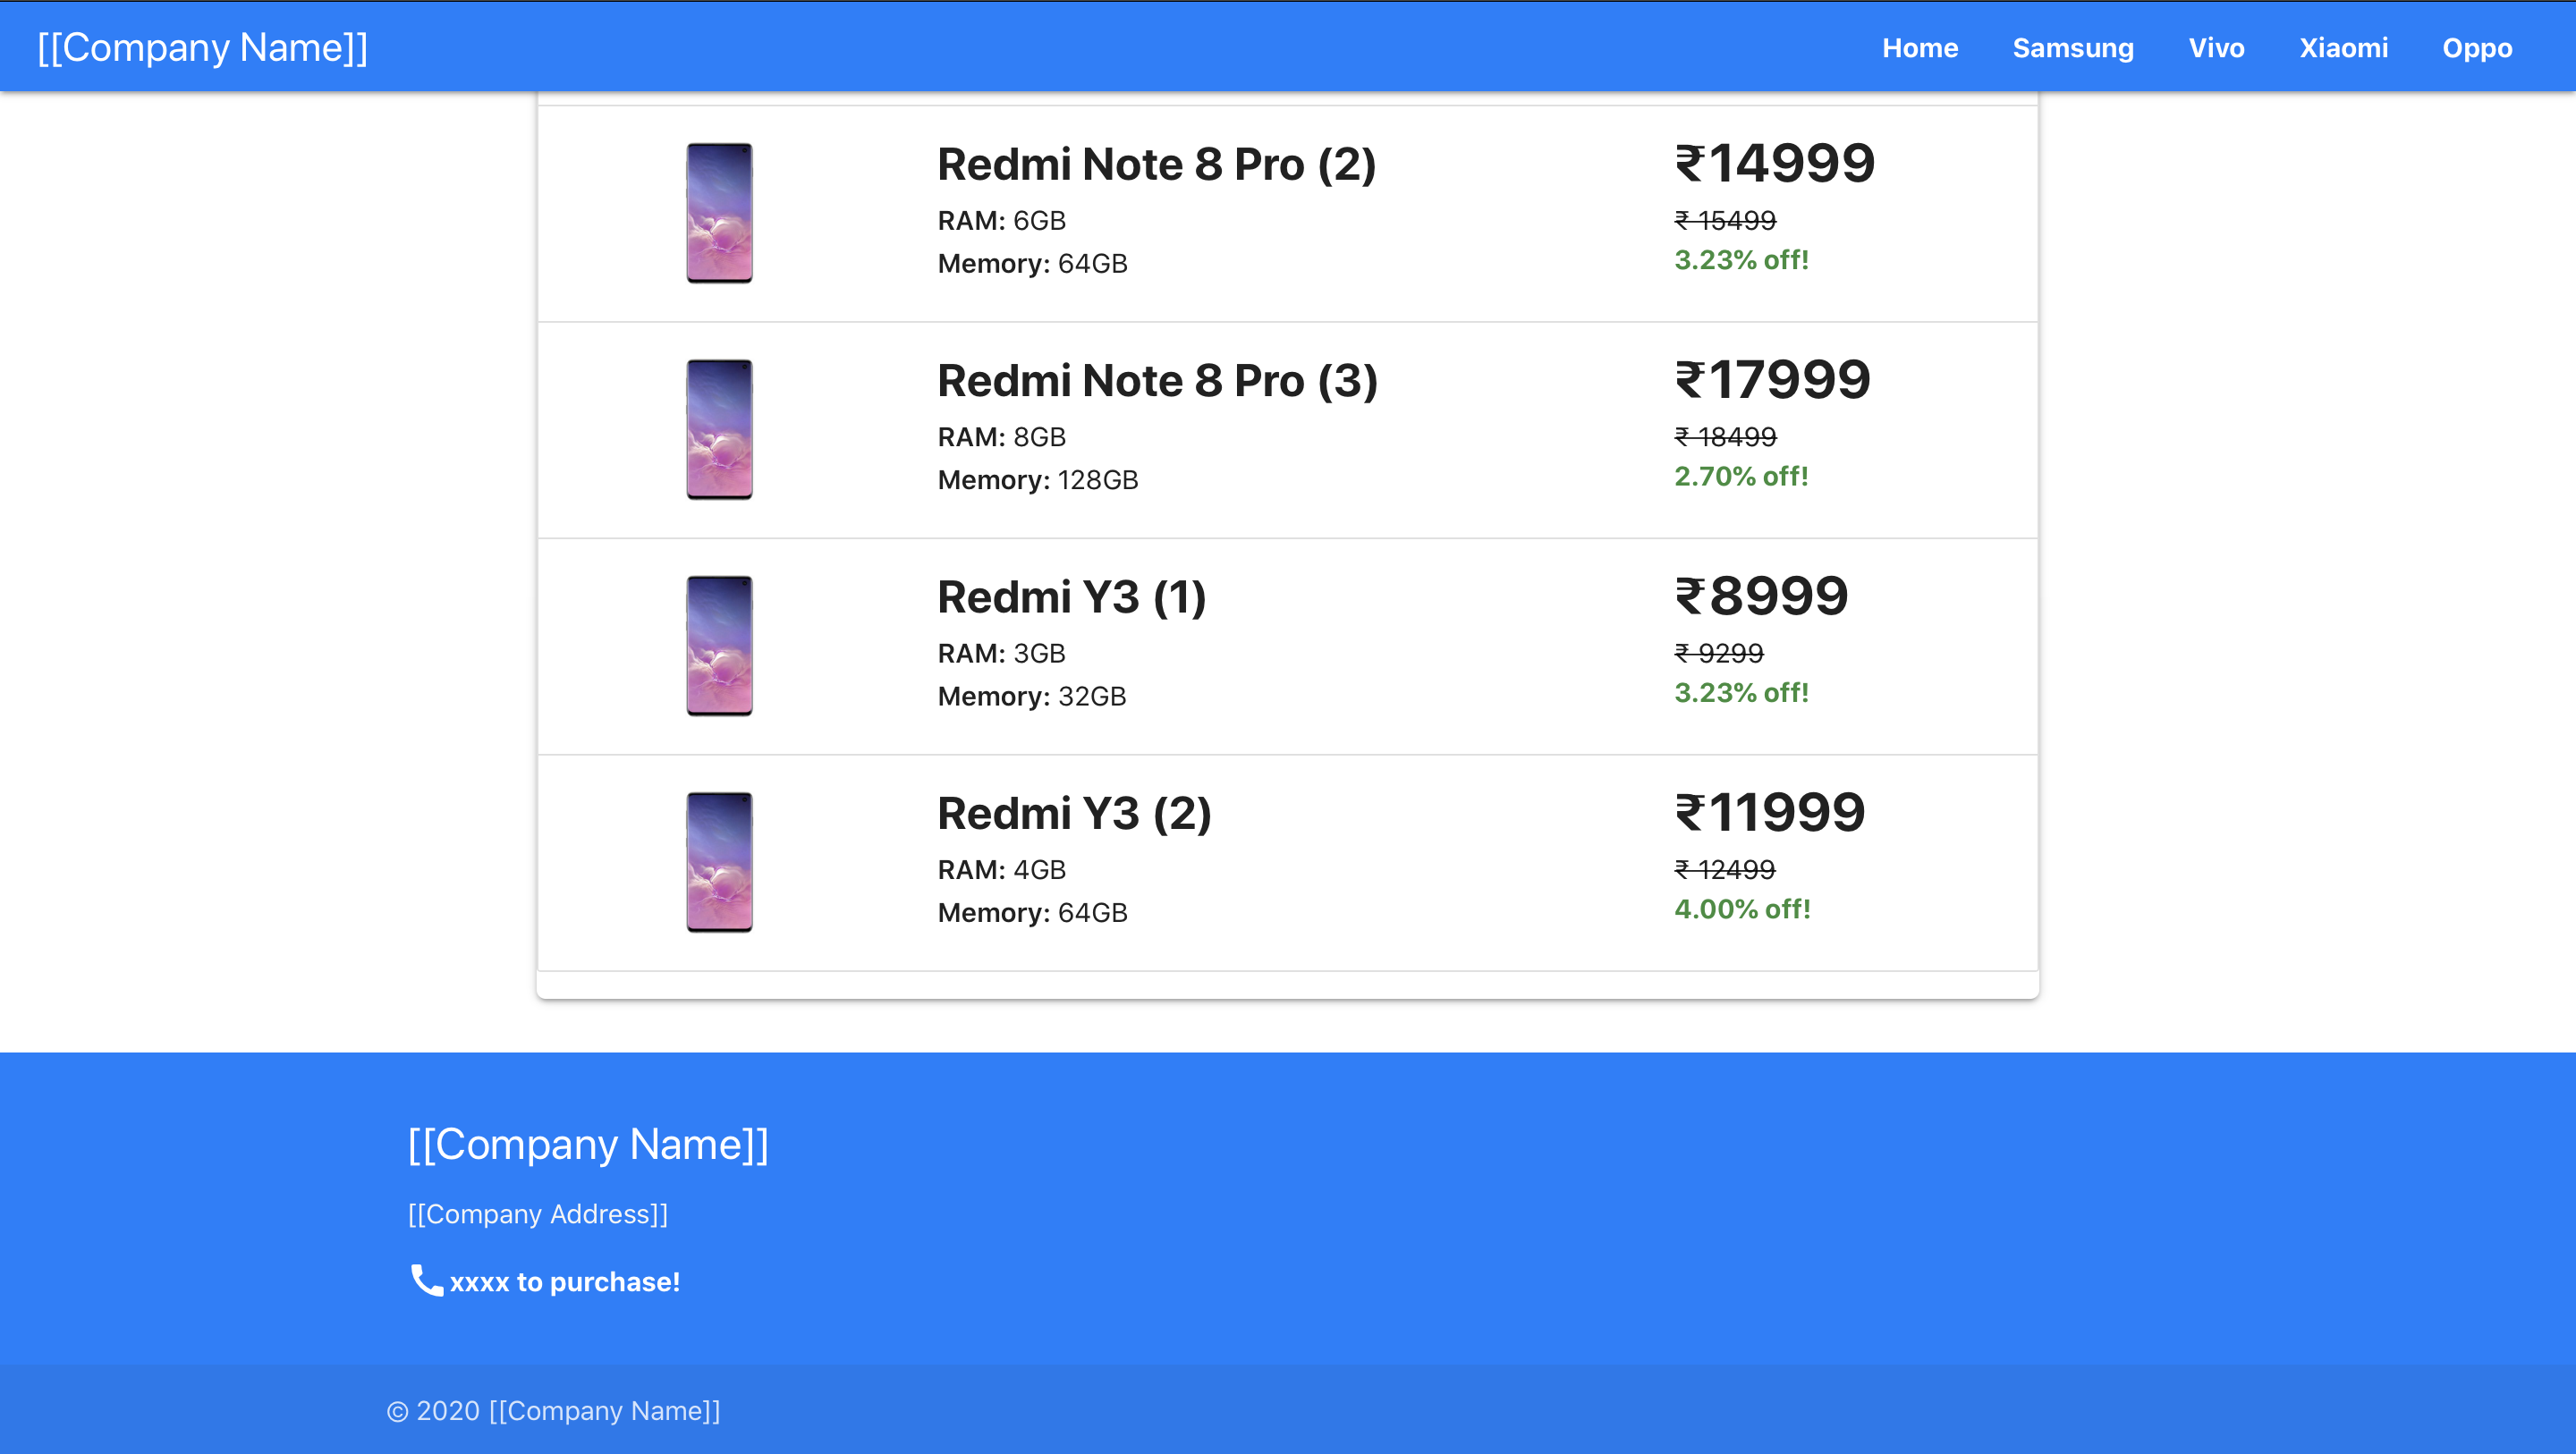 [[Company Name]]
Home Samsung Vivo Xiaomi Oppo
Redmi Note 8 Pro (2)
RAM: 6GB
Memory: 64GB
₹14999
₹ 15499
3.23% off!
Redmi Note 8 Pro (3)
RAM: 8GB
Memory: 128GB
₹17999
₹ 18499
2.70% off!
Redmi Y3 (1)
RAM: 3GB
Memory: 32GB
₹8999
₹ 9299
3.23% off!
Redmi Y3 (2)
RAM: 4GB
Memory: 64GB
₹11999
₹ 12499
4.00% off!
[[Company Name]]
[[Company Address]]
xxxx to purchase!
© 2020 [[Company Name]]